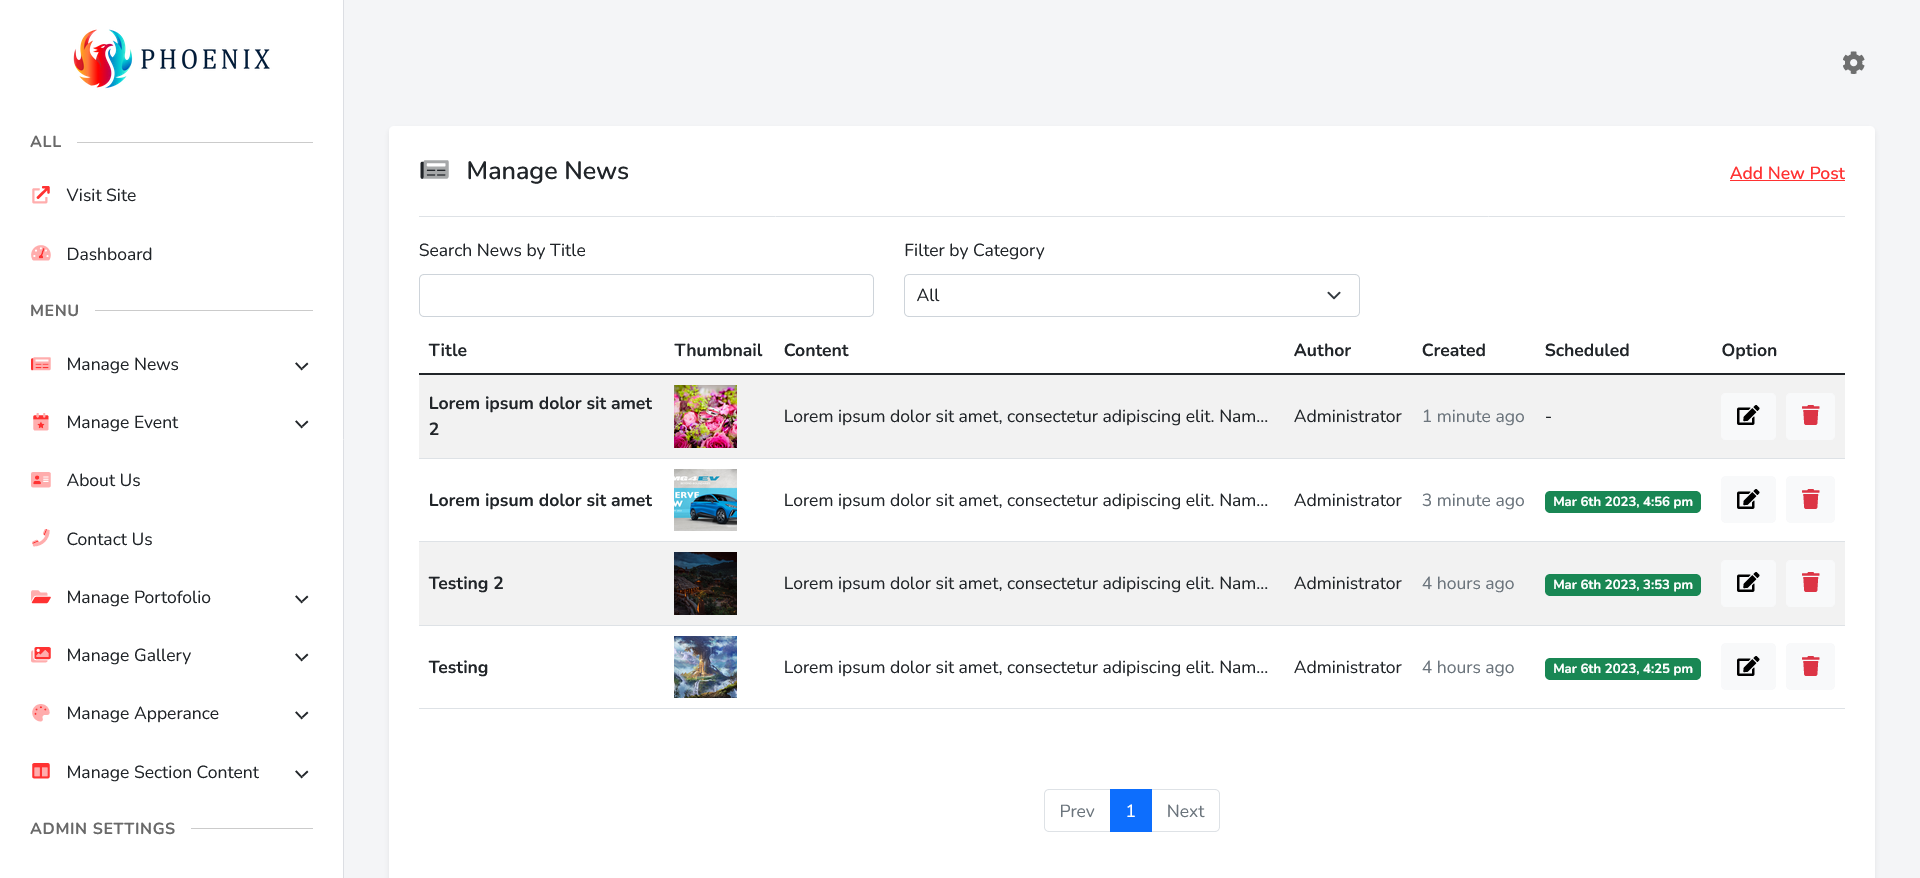 PHOENIX
ALL
Visit Site
Dashboard
MENU
Manage News
Manage Event
About Us
Contact Us
Manage Portofolio
Manage Gallery
Manage Apperance
Manage Section Content
ADMIN SETTINGS
Manage News
Add New Post
Search News by Title
Filter by Category
All
Title Thumbnail Content Author Created Scheduled Option
Lorem ipsum dolor sit amet
2
Lorem ipsum dolor sit amet, consectetur adipiscing elit. Nam... Administrator 1 minute ago -
Lorem ipsum dolor sit amet Lorem ipsum dolor sit amet, consectetur adipiscing elit. Nam... Administrator 3 minute ago Mar 6th 2023, 4:56 pm
Testing 2 Lorem ipsum dolor sit amet, consectetur adipiscing elit. Nam... Administrator 4 hours ago Mar 6th 2023, 3:53 pm
Testing Lorem ipsum dolor sit amet, consectetur adipiscing elit. Nam... Administrator 4 hours ago Mar 6th 2023, 4:25 pm
Prev 1 Next